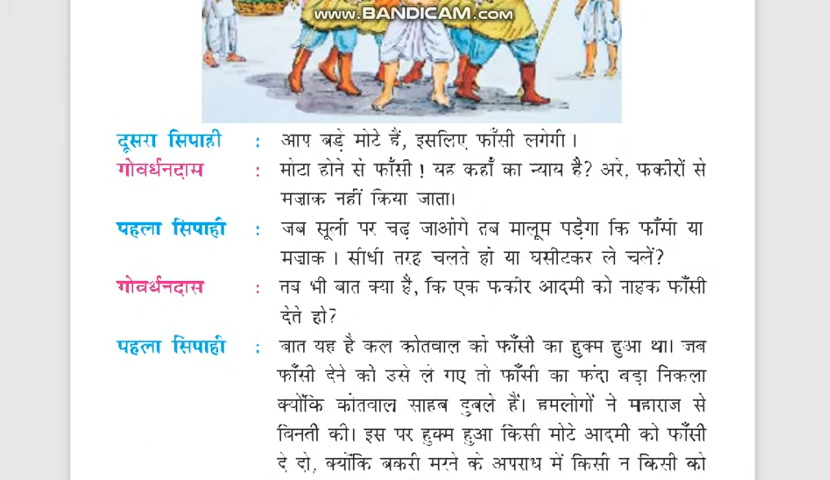 www.BANDICAM.com
दूसरा सिपाही : आप बड़े मोटे हैं, इसलिए फाँसी लगेगी।
गोवर्धनदास : मोटा होने से फाँसी! यह कहाँ का न्याय है? अरे, फकीरों से
मज़ाक नहीं किया जाता।
पहला सिपाही : जब सूली पर चढ़ जाओगे तब मालूम पड़ेगा कि फाँसी या
मज़ाक। सीधी तरह चलते हो या घसीटकर ले चलें?
गोवर्धनदास : तब भी बात क्या है, कि एक फकीर आदमी को नाहक फाँसी
देते हो?
पहला सिपाही : बात यह है कल कोतवाल को फाँसी का हुक्म हुआ था। जब
फाँसी देने को उसे ले गए तो फाँसी का फंदा बड़ा निकला
क्योंकि कोतवाल साहब दुबले हैं। हमलोगों ने महाराज से
विनती की। इस पर हुक्म हुआ किसी मोटे आदमी को फाँसी
दे दो, क्योंकि बकरी मरने के अपराध में किसी न किसी को